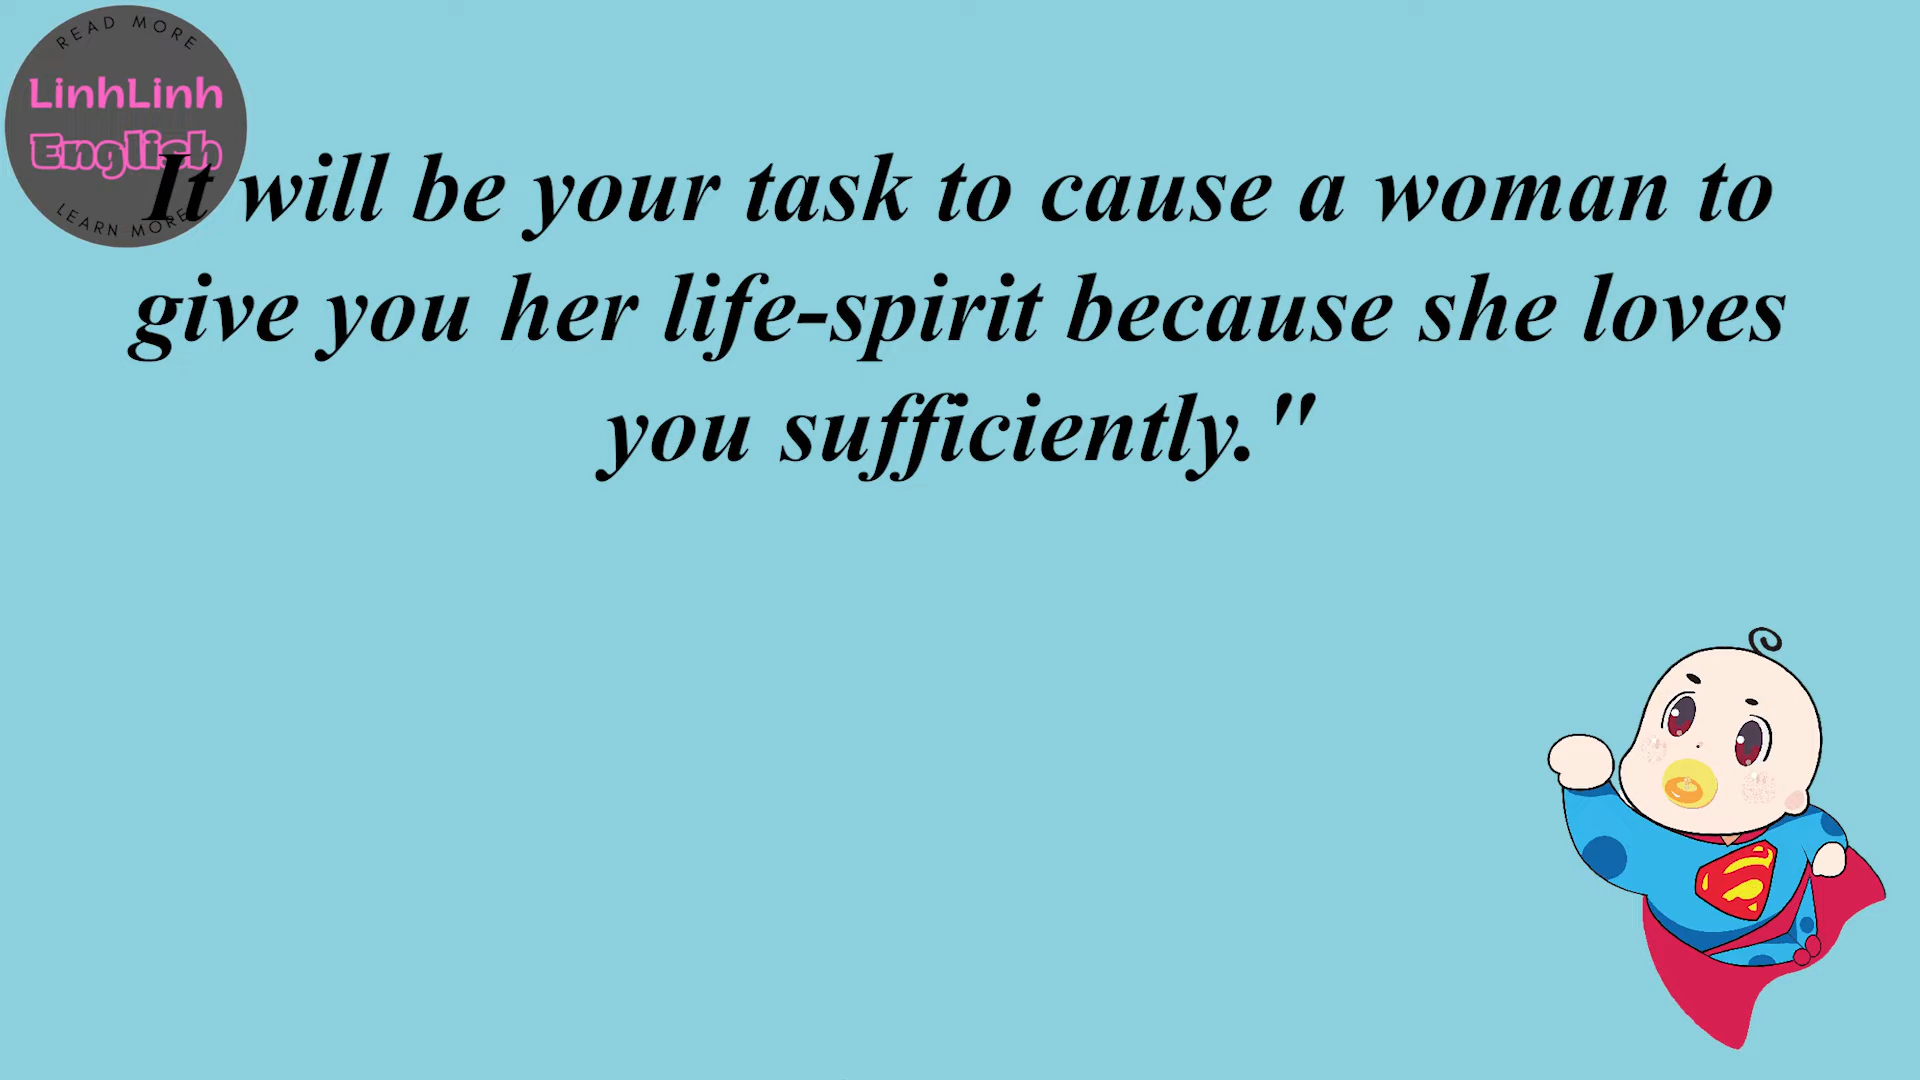 READ MORE
LinhLinh
English
LEARN MORE
It will be your task to cause a woman to
give you her life-spirit because she loves
you sufficiently."